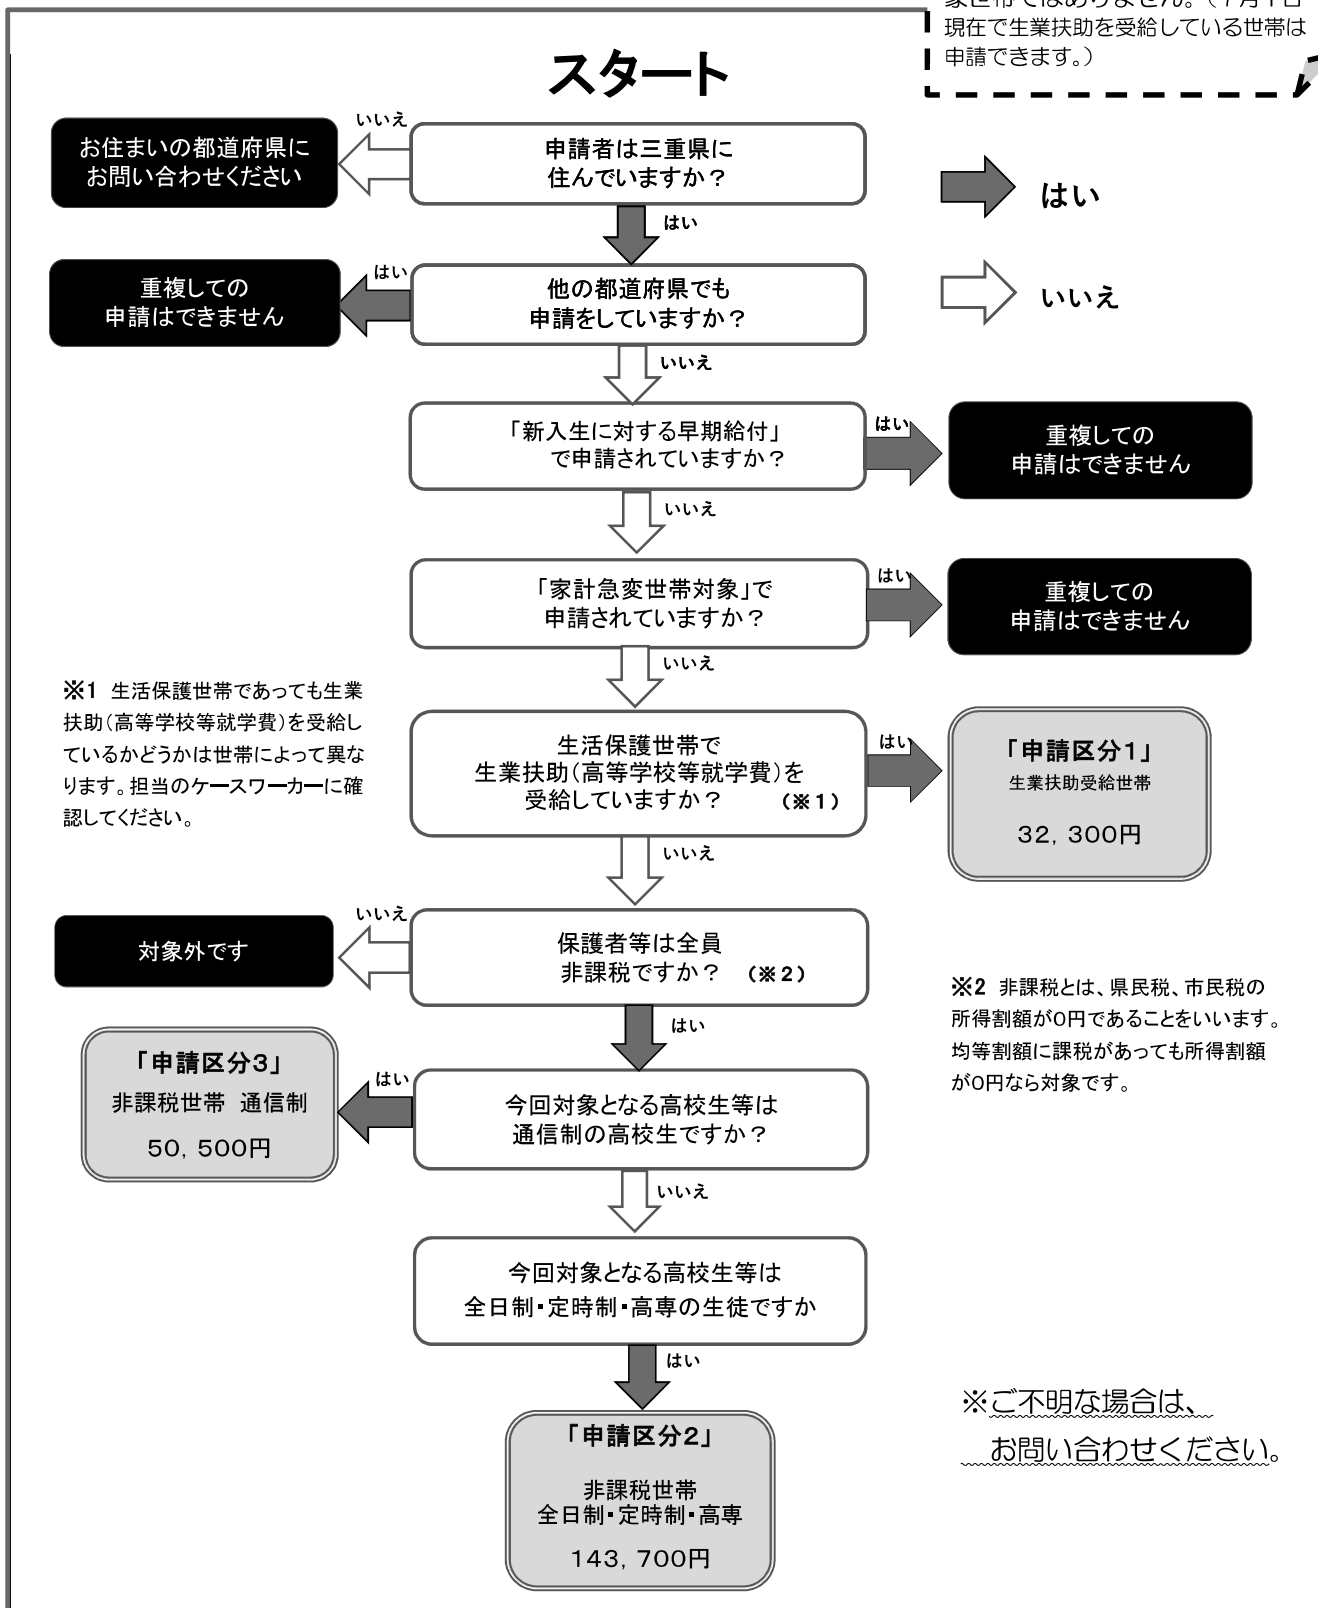 象世帯ではありません。（7月1日
現在で生業扶助を受給している世帯は
申請できます。）
スタート
いいえ
お住まいの都道府県に
お問い合わせください
申請者は三重県に
住んでいますか？
はい
はい
はい
重複しての
申請はできません
他の都道府県でも
申請をしていますか？
いいえ
いいえ
「新入生に対する早期給付」
で申請されていますか？
はい
重複しての
申請はできません
いいえ
「家計急変世帯対象」で
申請されていますか？
はい
重複しての
申請はできません
いいえ
※1 生活保護世帯であっても生業
扶助（高等学校等就学費）を受給し
ているかどうかは世帯によって異な
ります。担当のケースワーカーに確
認してください。
生活保護世帯で
生業扶助（高等学校等就学費）を
受給していますか？ （※1）
はい
「申請区分1」
生業扶助受給世帯
32，300円
いいえ
いいえ
対象外です
保護者等は全員
非課税ですか？ （※2）
※2 非課税とは、県民税、市民税の
所得割額が0円であることをいいます。
均等割額に課税があっても所得割額
が0円なら対象です。
はい
「申請区分3」
非課税世帯 通信制
50，500円
はい
今回対象となる高校生等は
通信制の高校生ですか？
いいえ
今回対象となる高校生等は
全日制・定時制・高専の生徒ですか
はい
※ご不明な場合は、
お問い合わせください。
「申請区分2」
非課税世帯
全日制・定時制・高専
143，700円